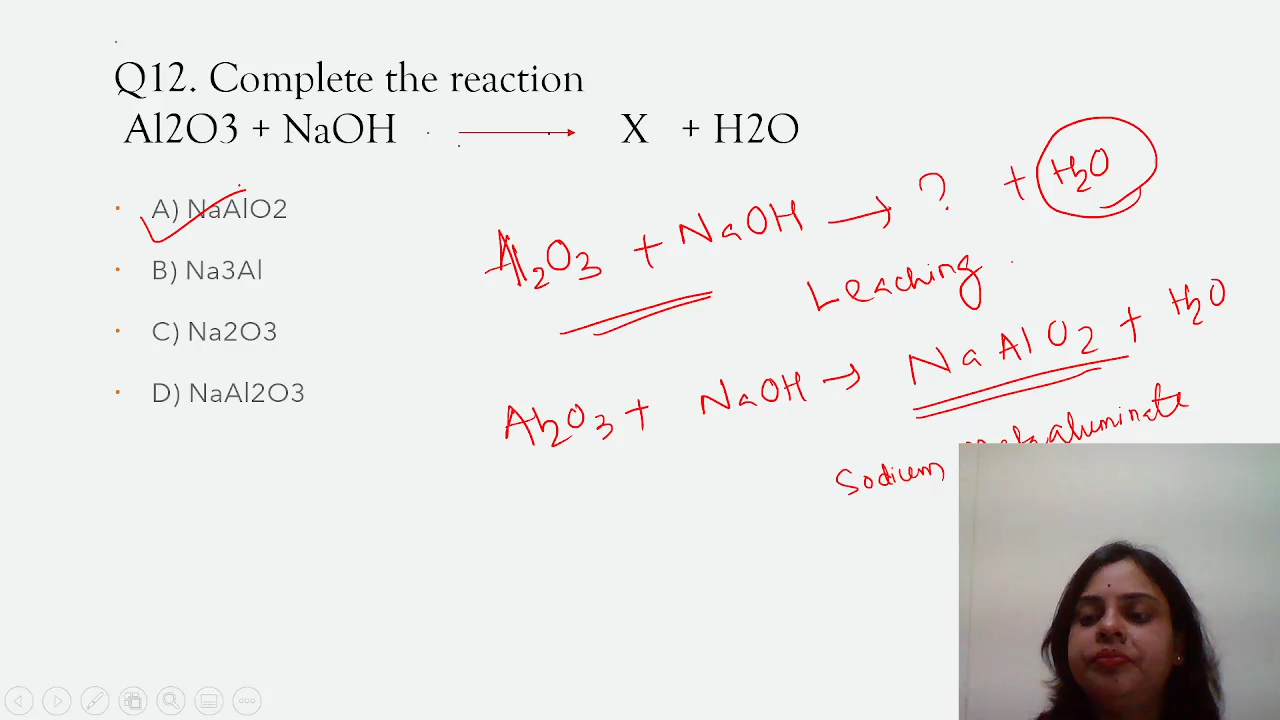 Q12. Complete the reaction
Al2O3 + NaOH → X + H2O
• A) NaAlO2
• B) Na3Al
• C) Na2O3
• D) NaAl2O3
Al2O3 + NaOH → ? + H2O
Leaching
Al2O3 + NaOH → NaAlO2 + H2O
Sodium aluminate